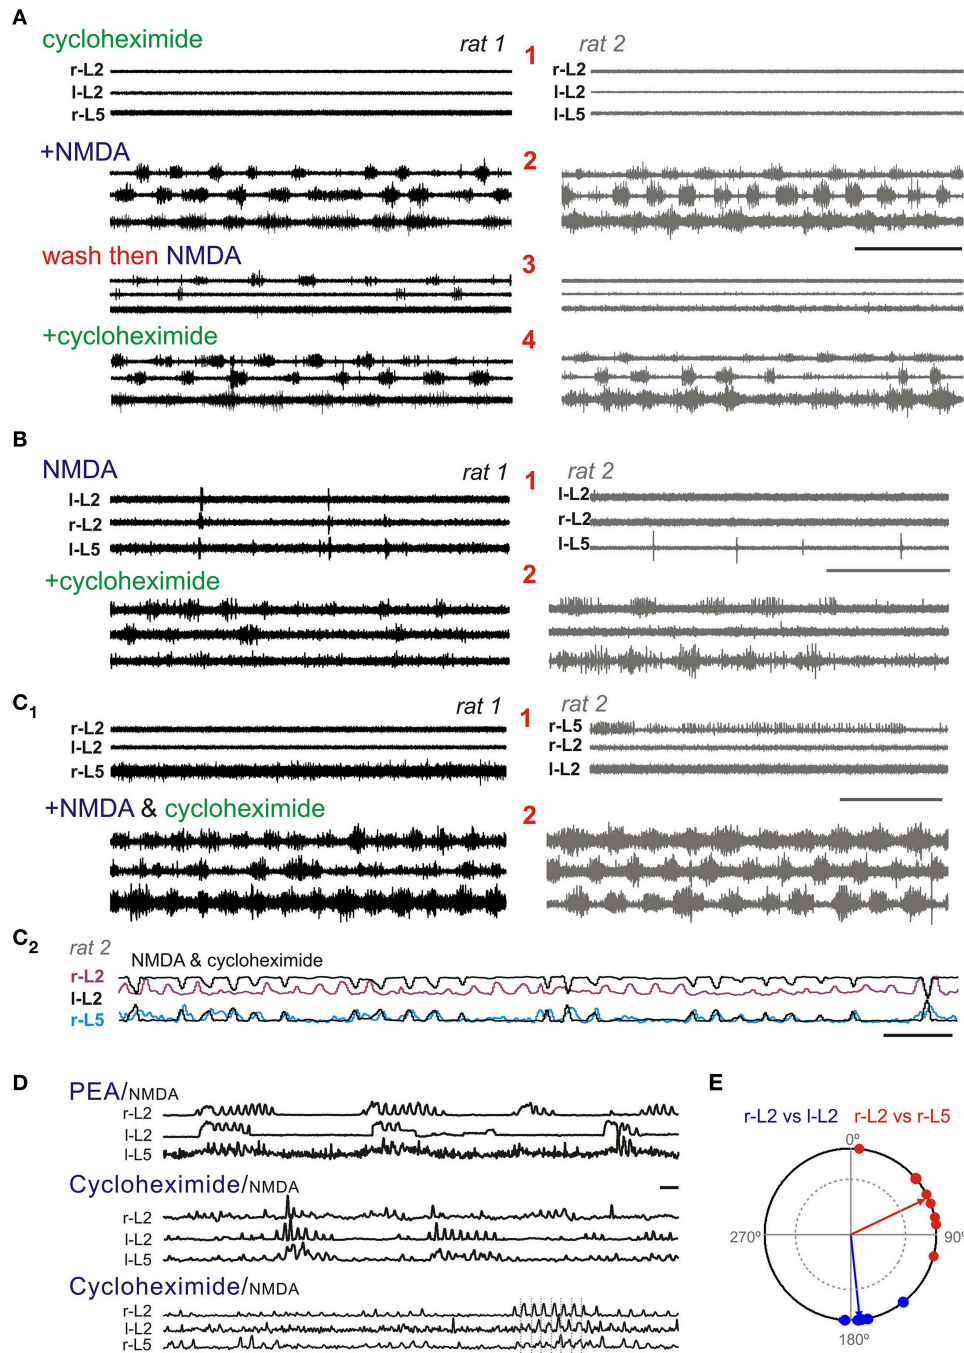 A
cycloheximide
rat 1
1
rat 2
r-L2
l-L2
r-L5
r-L2
l-L2
l-L5
+NMDA
2
wash then NMDA
3
+cycloheximide
4
B
NMDA
rat 1
1
rat 2
l-L2
r-L2
l-L5
l-L2
r-L2
l-L5
+cycloheximide
2
C1
rat 1
1
rat 2
r-L2
l-L2
r-L5
r-L5
r-L2
l-L2
+NMDA & cycloheximide
2
C2
rat 2
NMDA & cycloheximide
r-L2
l-L2
r-L5
D
PEA/NMDA
r-L2
l-L2
l-L5
Cycloheximide/NMDA
r-L2
l-L2
l-L5
Cycloheximide/NMDA
r-L2
l-L2
r-L5
E
r-L2 vs l-L2 r-L2 vs r-L5
0º
270º
90º
180º